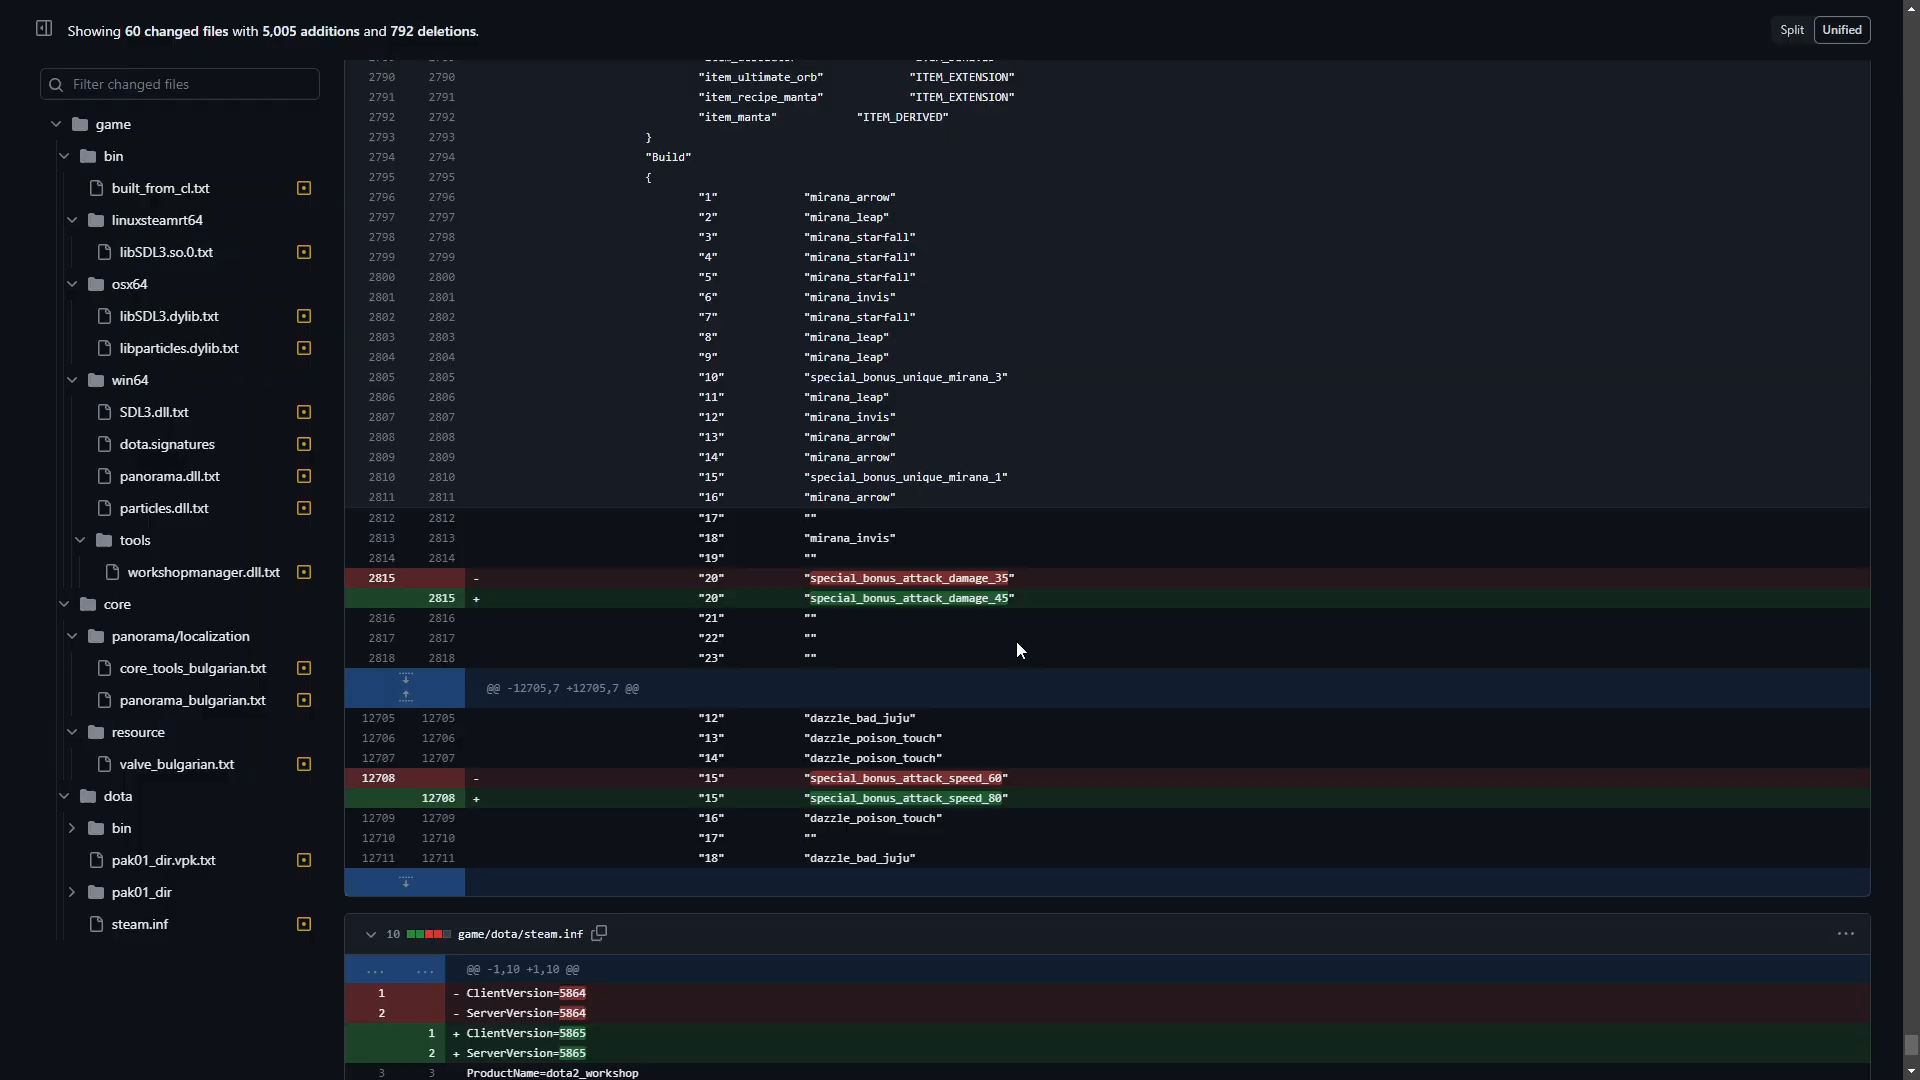 Showing 60 changed files with 5,005 additions and 792 deletions.
Split Unified
Filter changed files
game
bin
built_from_cl.txt
linuxsteamrt64
libSDL3.so.0.txt
osx64
libSDL3.dylib.txt
libparticles.dylib.txt
win64
SDL3.dll.txt
dota.signatures
panorama.dll.txt
particles.dll.txt
tools
workshopmanager.dll.txt
core
panorama/localization
core_tools_bulgarian.txt
panorama_bulgarian.txt
resource
valve_bulgarian.txt
dota
bin
pak01_dir.vpk.txt
pak01_dir
steam.inf
2790 2790 "item_ultimate_orb" "ITEM_EXTENSION"
2791 2791 "item_recipe_manta" "ITEM_EXTENSION"
2792 2792 "item_manta" "ITEM_DERIVED"
2793 2793 }
2794 2794 "Build"
2795 2795 {
2796 2796 "1" "mirana_arrow"
2797 2797 "2" "mirana_leap"
2798 2798 "3" "mirana_starfall"
2799 2799 "4" "mirana_starfall"
2800 2800 "5" "mirana_starfall"
2801 2801 "6" "mirana_invis"
2802 2802 "7" "mirana_starfall"
2803 2803 "8" "mirana_leap"
2804 2804 "9" "mirana_leap"
2805 2805 "10" "special_bonus_unique_mirana_3"
2806 2806 "11" "mirana_leap"
2807 2807 "12" "mirana_invis"
2808 2808 "13" "mirana_arrow"
2809 2809 "14" "mirana_arrow"
2810 2810 "15" "special_bonus_unique_mirana_1"
2811 2811 "16" "mirana_arrow"
2812 2812 "17" ""
2813 2813 "18" "mirana_invis"
2814 2814 "19" ""
2815 - "20" "special_bonus_attack_damage_35"
2815 + "20" "special_bonus_attack_damage_45"
2816 2816 "21" ""
2817 2817 "22" ""
2818 2818 "23" ""
@@ -12705,7 +12705,7 @@
12705 12705 "12" "dazzle_bad_juju"
12706 12706 "13" "dazzle_poison_touch"
12707 12707 "14" "dazzle_poison_touch"
12708 - "15" "special_bonus_attack_speed_60"
12708 + "15" "special_bonus_attack_speed_80"
12709 12709 "16" "dazzle_poison_touch"
12710 12710 "17" ""
12711 12711 "18" "dazzle_bad_juju"
10 game/dota/steam.inf ...
... ... @@ -1,10 +1,10 @@
1 - ClientVersion=5864
2 - ServerVersion=5864
1 + ClientVersion=5865
2 + ServerVersion=5865
3 3 ProductName=dota2_workshop